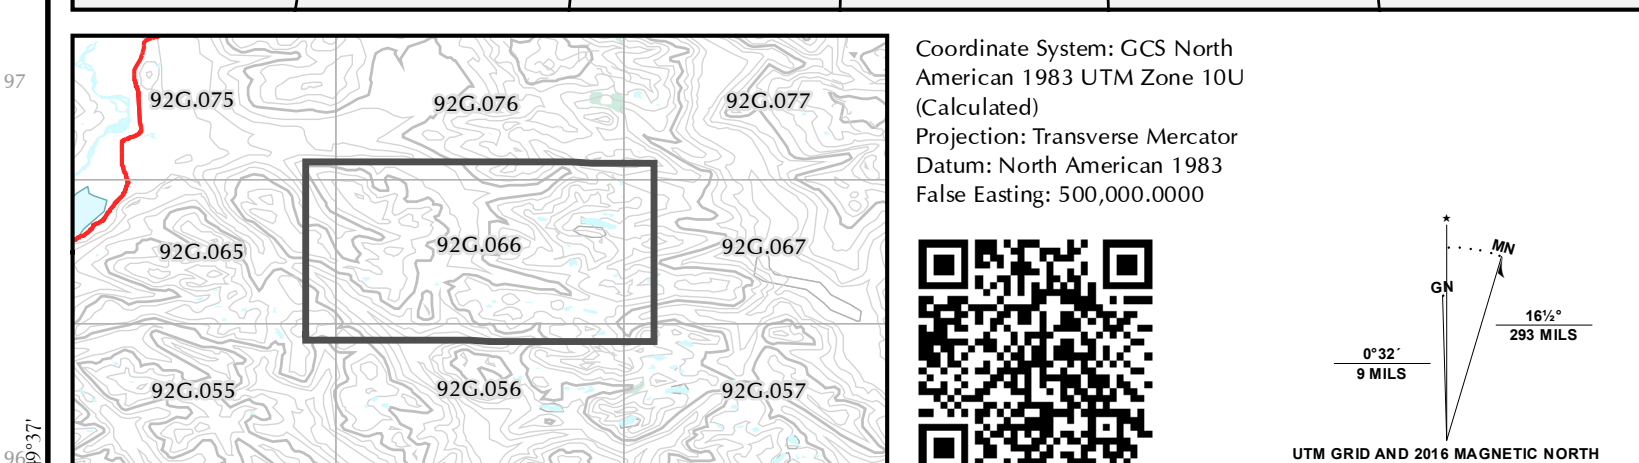 97
92G.075
92G.076
92G.077
92G.065
92G.066
92G.067
92G.055
92G.056
92G.057
96
49°37'
Coordinate System: GCS North
American 1983 UTM Zone 10U
(Calculated)
Projection: Transverse Mercator
Datum: North American 1983
False Easting: 500,000.0000
MN
GN
16½°
293 MILS
0°32´
9 MILS
UTM GRID AND 2016 MAGNETIC NORTH